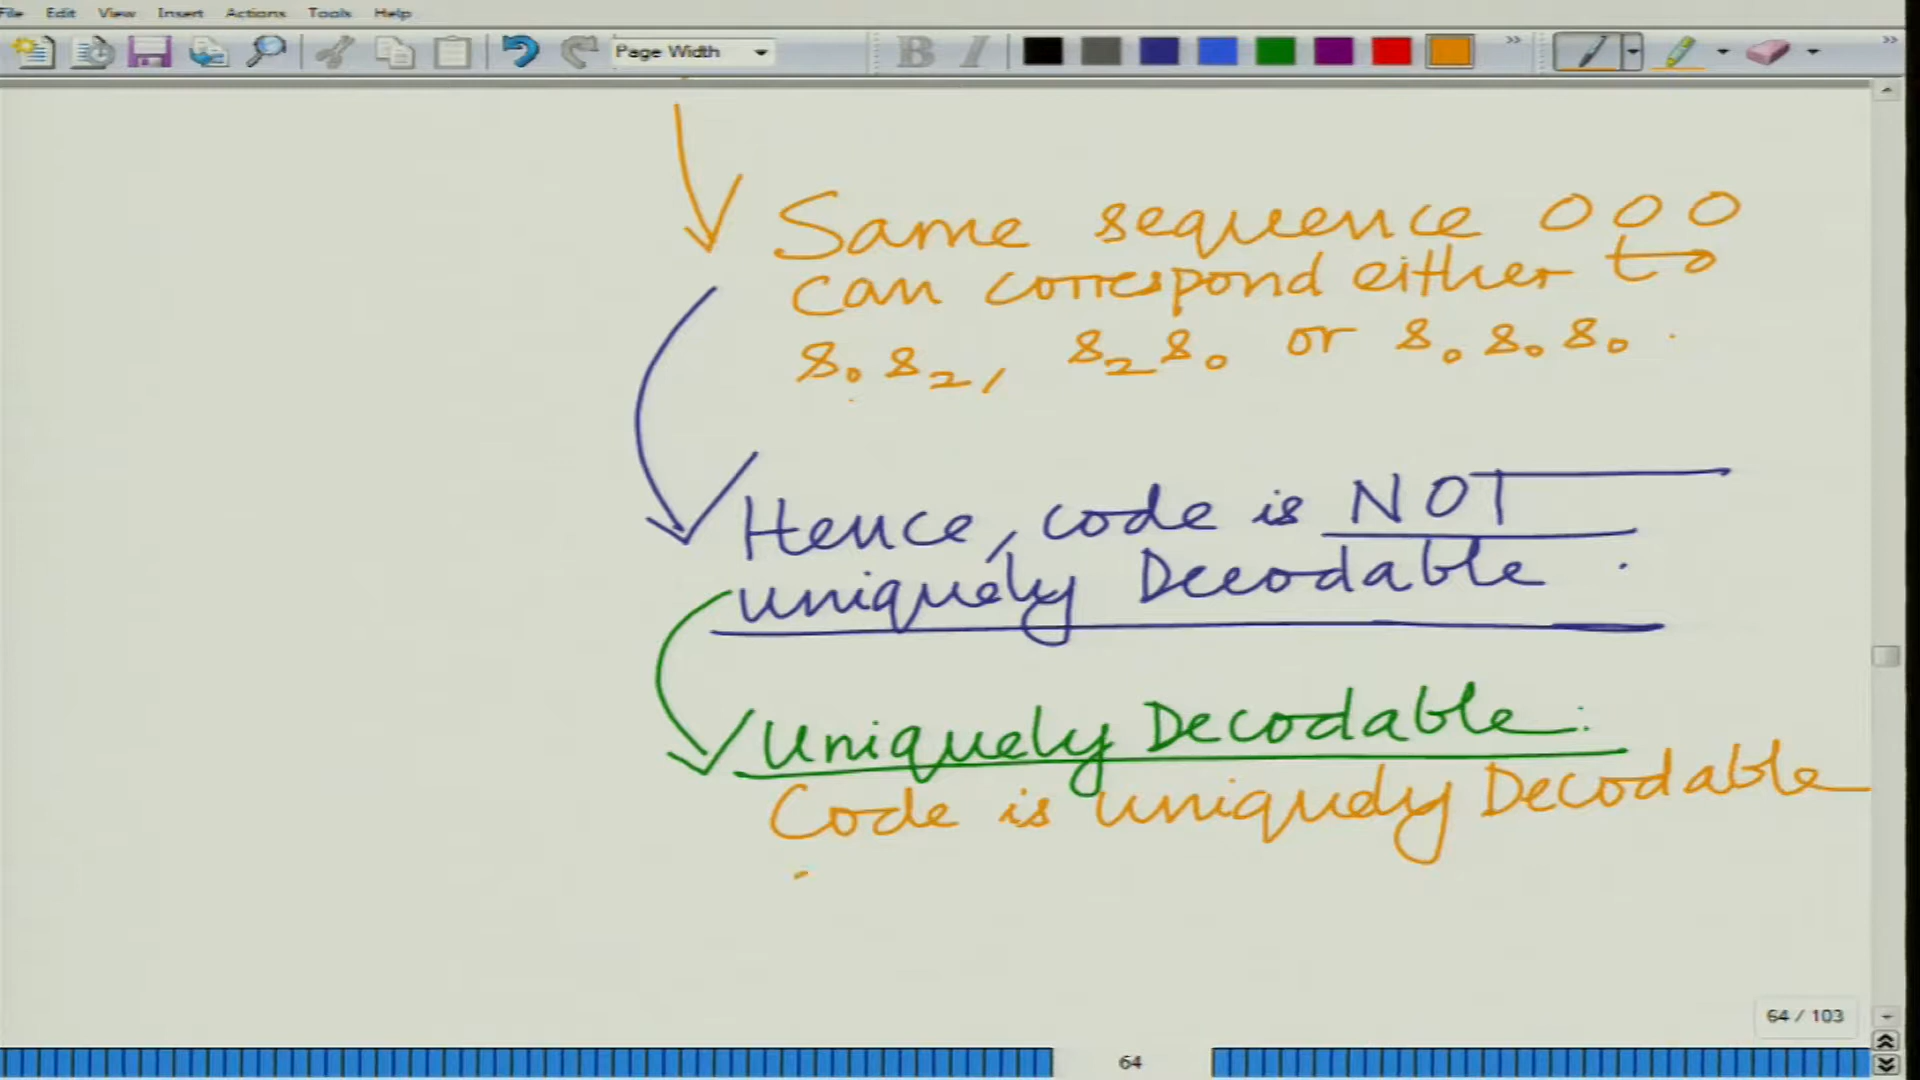 File Edit View Insert Actions Tools Help
Page Width
Same sequence 000
can correspond either to
s₀s₂, s₂s₀ or s₀s₀s₀.
Hence, code is NOT
uniquely Decodable.
Uniquely Decodable:
Code is uniquely Decodable
64 / 103
64